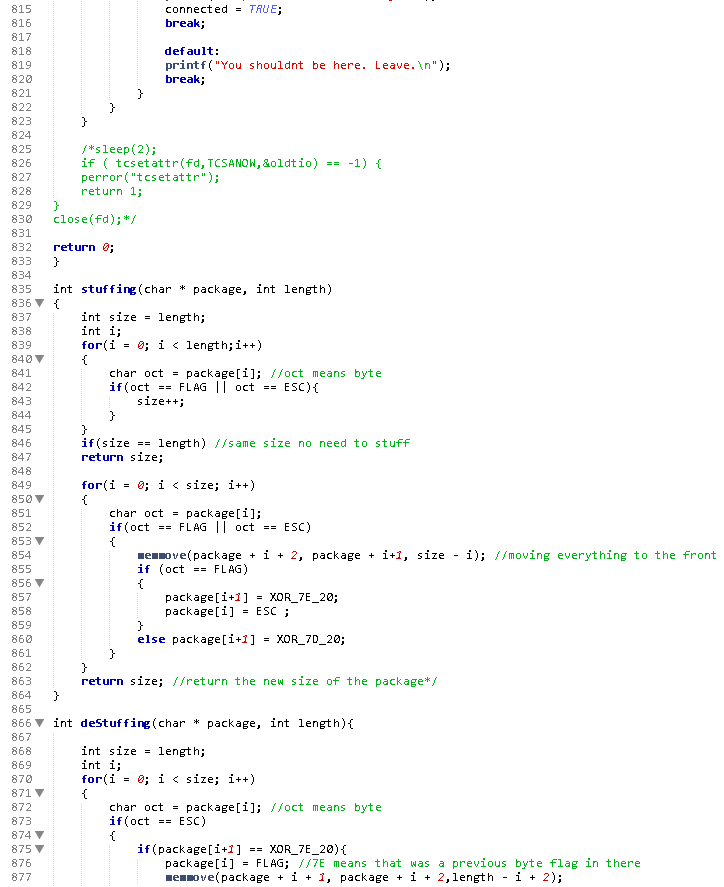 815 connected = TRUE;
816 break;
817
818 default:
819 printf("You shouldnt be here. Leave.\n");
820 break;
821 }
822 }
823 }
824
825 /*sleep(2);
826 if ( tcsetattr(fd,TCSANOW,&oldtio) == -1) {
827 perror("tcsetattr");
828 return 1;
829 }
830 close(fd);*/
831
832 return 0;
833 }
834
835 int stuffing(char * package, int length)
836 {
837 int size = length;
838 int i;
839 for(i = 0; i < length;i++)
840 {
841 char oct = package[i]; //oct means byte
842 if(oct == FLAG || oct == ESC){
843 size++;
844 }
845 }
846 if(size == length) //same size no need to stuff
847 return size;
848
849 for(i = 0; i < size; i++)
850 {
851 char oct = package[i];
852 if(oct == FLAG || oct == ESC)
853 {
854 memmove(package + i + 2, package + i+1, size - i); //moving everything to the front
855 if (oct == FLAG)
856 {
857 package[i+1] = XOR_7E_20;
858 package[i] = ESC ;
859 }
860 else package[i+1] = XOR_7D_20;
861 }
862 }
863 return size; //return the new size of the package*/
864 }
865
866 int deStuffing(char * package, int length){
867
868 int size = length;
869 int i;
870 for(i = 0; i < size; i++)
871 {
872 char oct = package[i]; //oct means byte
873 if(oct == ESC)
874 {
875 if(package[i+1] == XOR_7E_20){
876 package[i] = FLAG; //7E means that was a previous byte flag in there
877 memmove(package + i + 1, package + i + 2,length - i + 2);